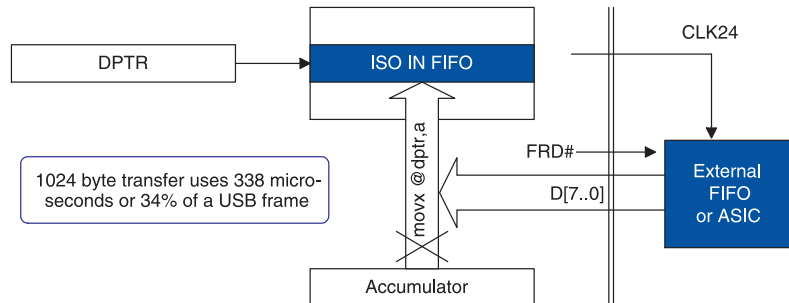 CLK24
DPTR
ISO IN FIFO
movx @dptr,a
FRD#
1024 byte transfer uses 338 micro-
seconds or 34% of a USB frame
D[7..0]
External
FIFO
or ASIC
Accumulator